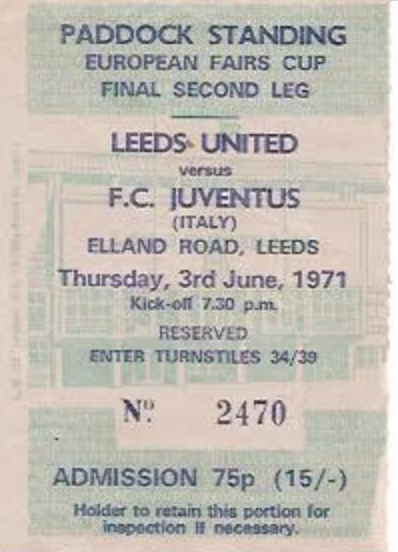 PADDOCK STANDING
EUROPEAN FAIRS CUP
FINAL SECOND LEG
LEEDS UNITED
versus
F.C. JUVENTUS
(ITALY)
ELLAND ROAD, LEEDS
Thursday, 3rd June, 1971
Kick-off 7.30 p.m.
RESERVED
ENTER TURNSTILES 34/39
Nº. 2470
ADMISSION 75p (15/-)
Holder to retain this portion for
inspection if necessary.